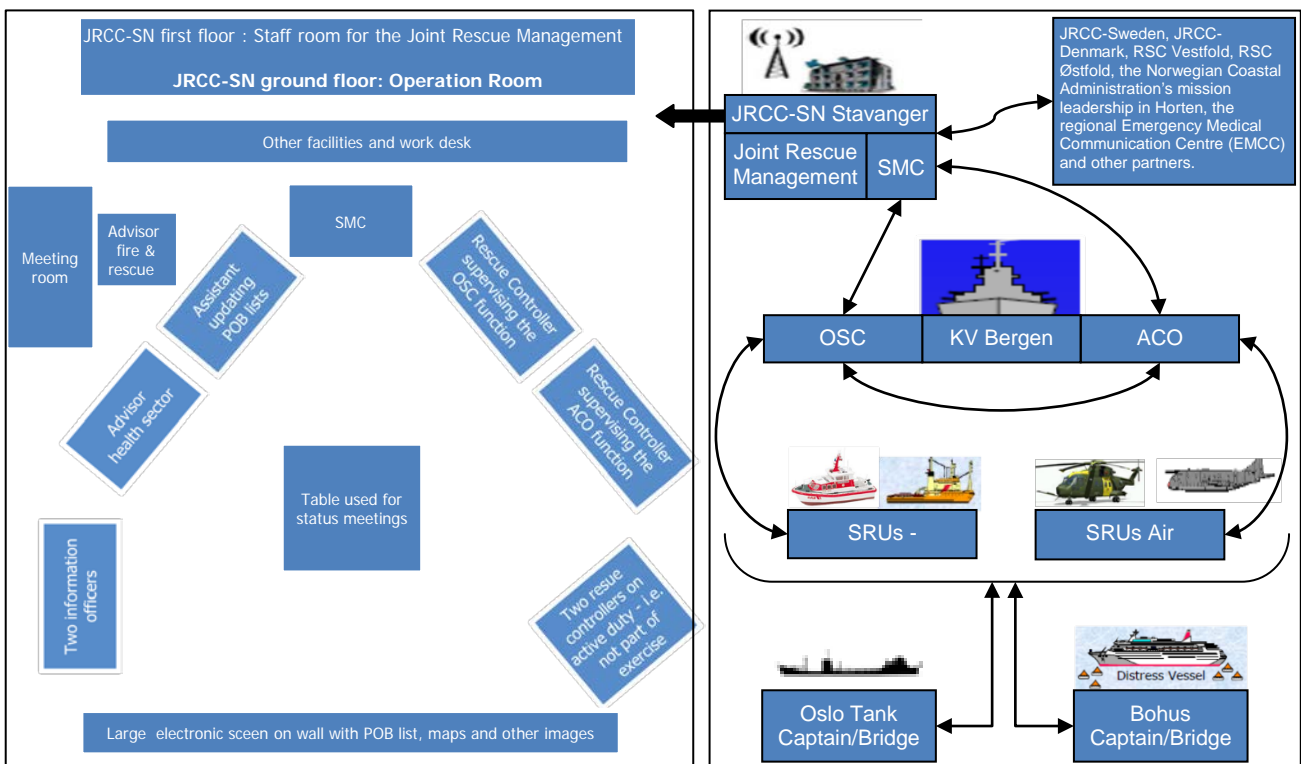 JRCC-SN first floor : Staff room for the Joint Rescue Management
JRCC-SN ground floor: Operation Room
Other facilities and work desk
Meeting
room
Advisor
fire &
rescue
SMC
Assistant
updating
POB lists
Advisor
health sector
Rescue Controller
supervising the
OSC function
Rescue Controller
supervising the
ACO function
Table used for
status meetings
Two information
officers
Two resue
controllers on
active duty - i.e.
not part of
exercise
Large electronic sceen on wall with POB list, maps and other images
JRCC-SN Stavanger
Joint Rescue
Management
SMC
JRCC-Sweden, JRCC-
Denmark, RSC Vestfold, RSC
Østfold, the Norwegian Coastal
Administration's mission
leadership in Horten, the
regional Emergency Medical
Communication Centre (EMCC)
and other partners.
OSC
KV Bergen
ACO
SRUs -
SRUs Air
Distress Vessel
Oslo Tank
Captain/Bridge
Bohus
Captain/Bridge